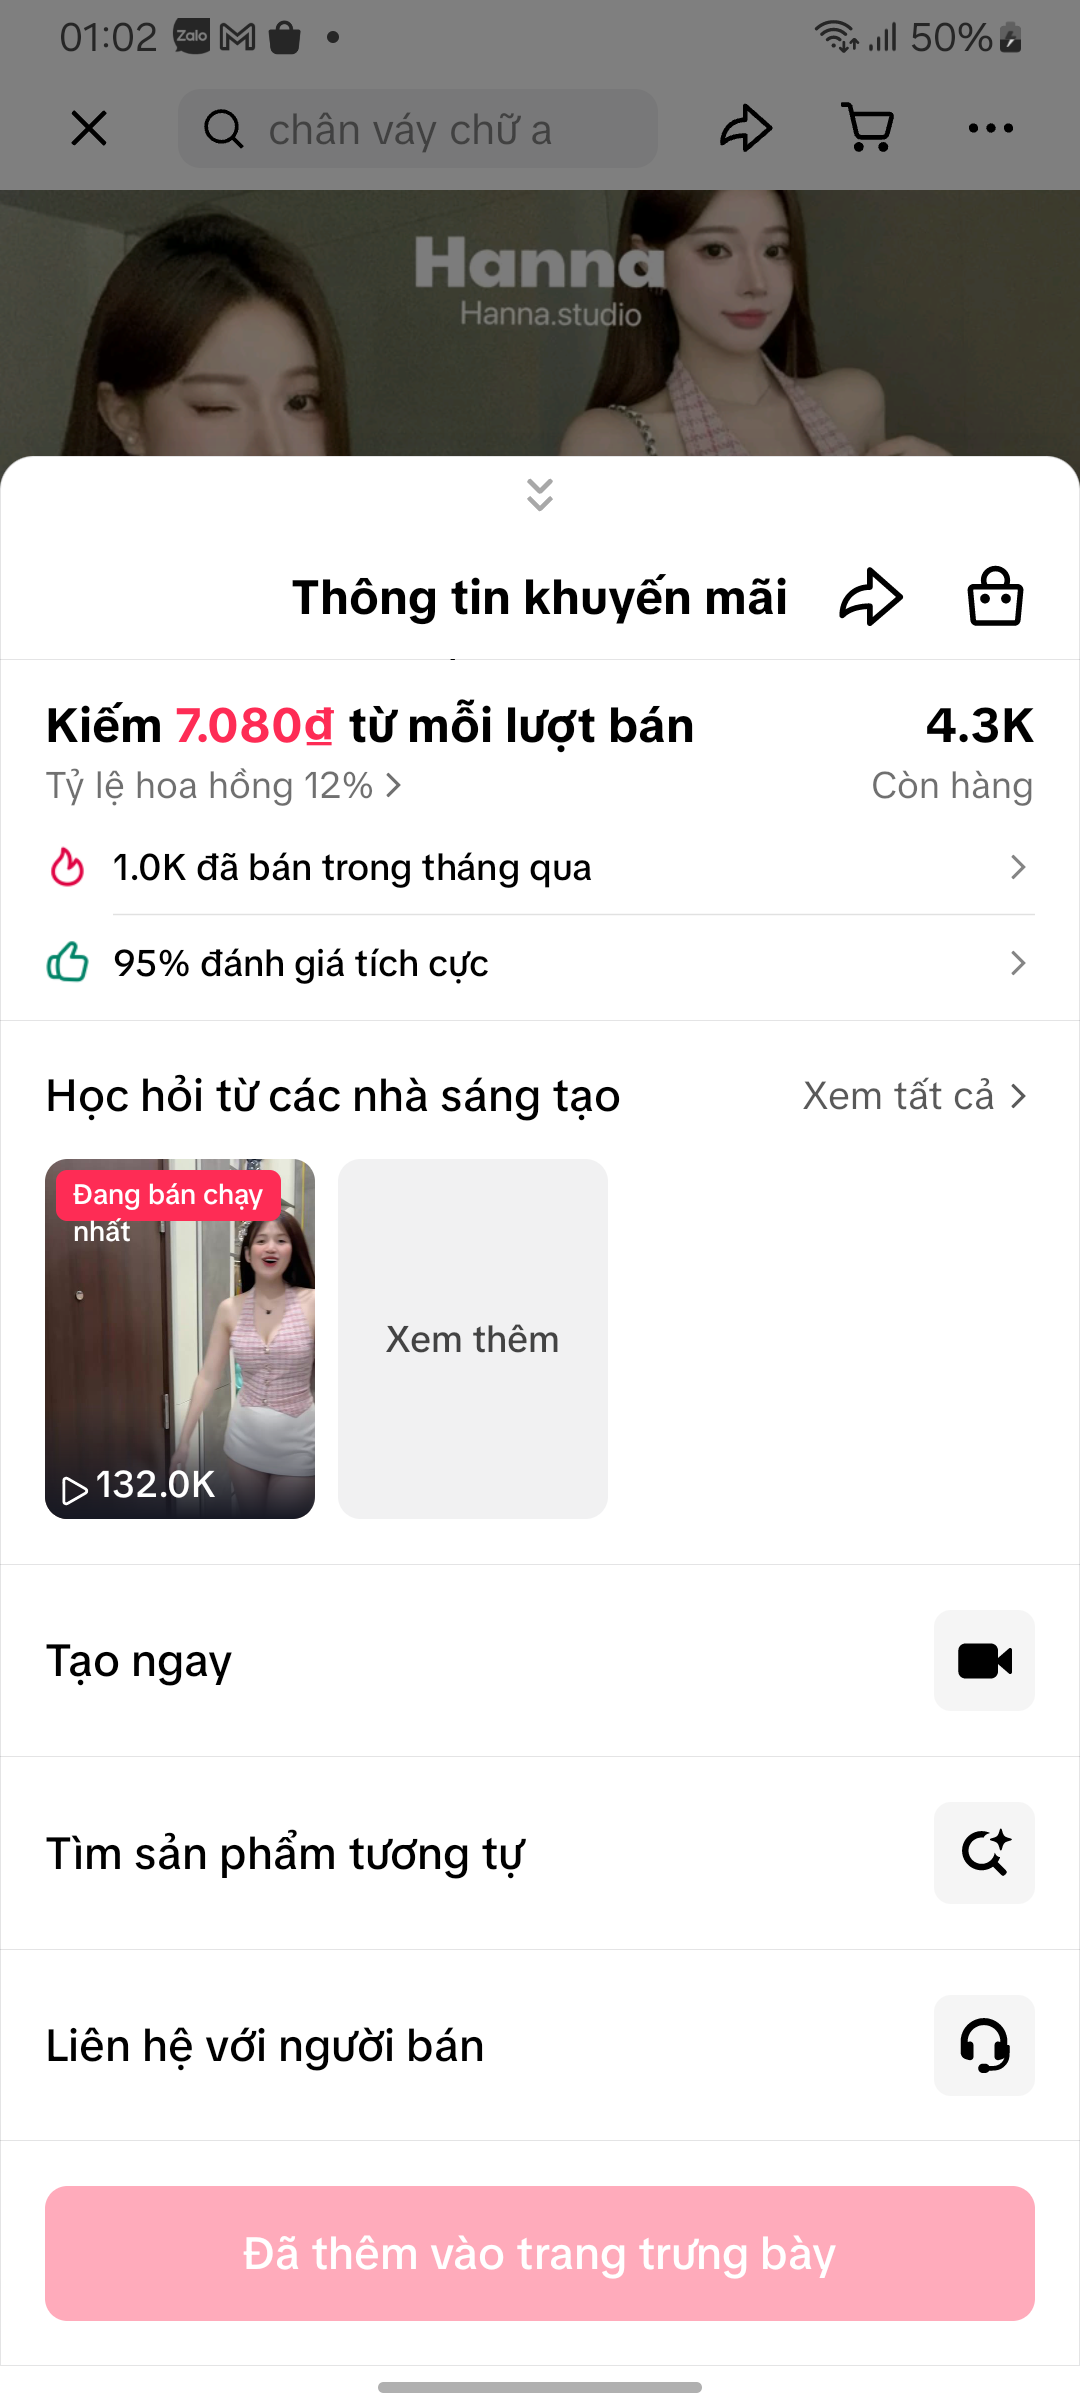 01:02 Zalo 50%
chân váy chữ a
Hanna
Hanna.studio
Thông tin khuyến mãi
Kiếm 7.080₫ từ mỗi lượt bán 4.3K
Tỷ lệ hoa hồng 12% Còn hàng
1.0K đã bán trong tháng qua
95% đánh giá tích cực
Học hỏi từ các nhà sáng tạo Xem tất cả
Đang bán chạy
nhất
Xem thêm
132.0K
Tạo ngay
Tìm sản phẩm tương tự
Liên hệ với người bán
Đã thêm vào trang trưng bày